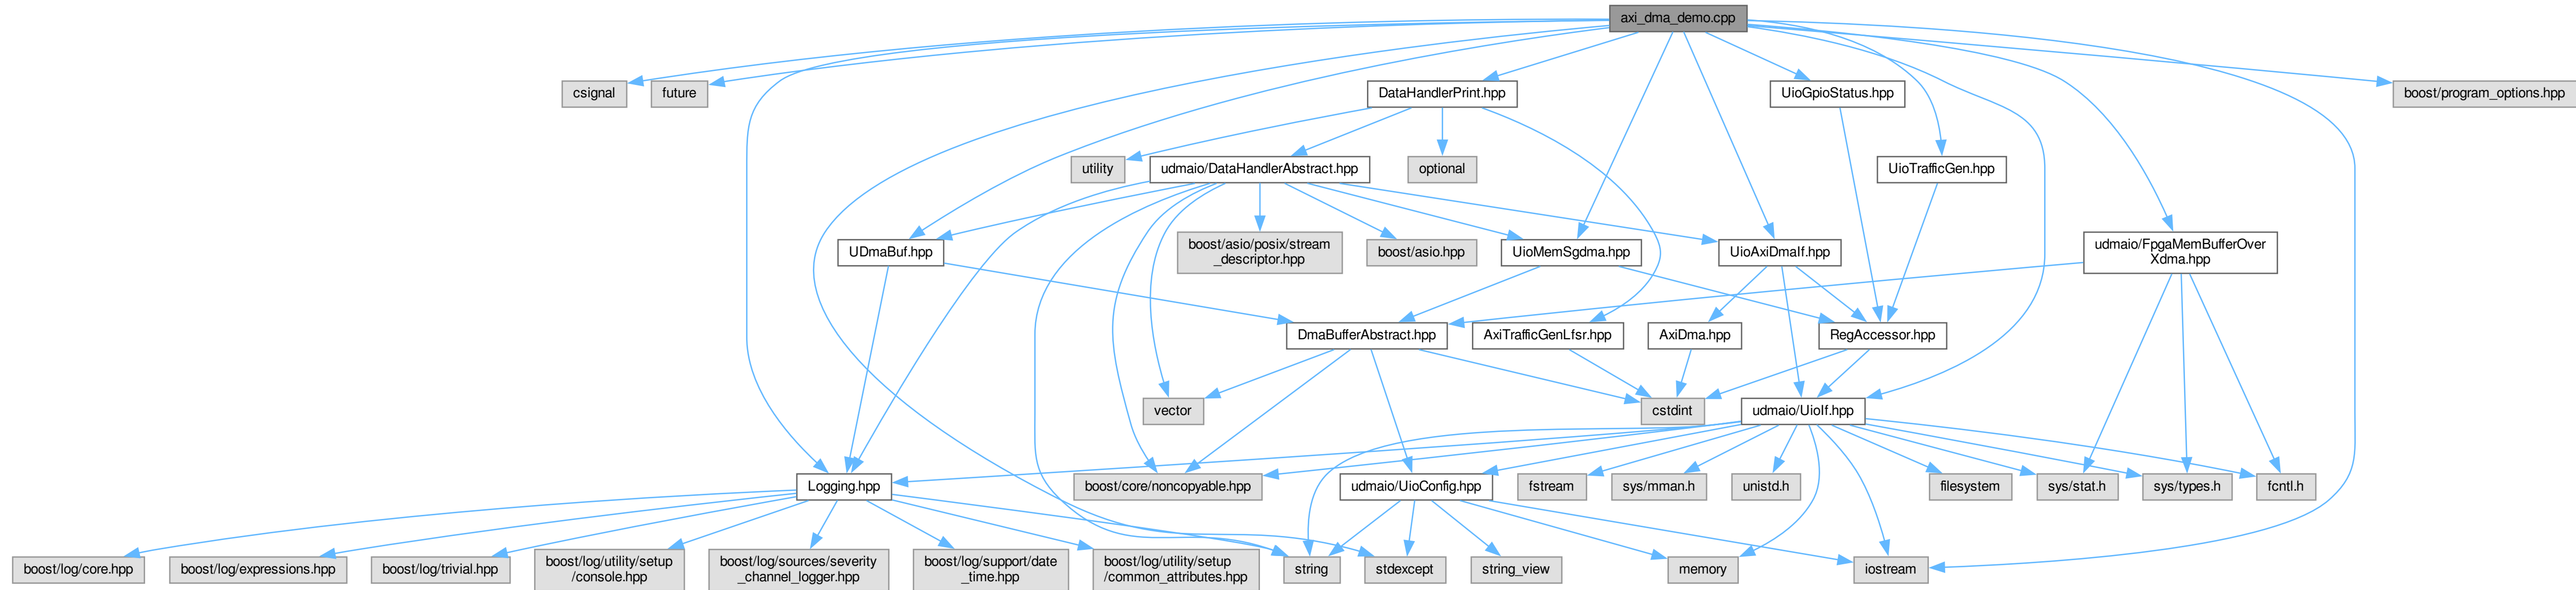 axi_dma_demo.cpp
csignal
future
DataHandlerPrint.hpp
UioGpioStatus.hpp
boost/program_options.hpp
utility
udmaio/DataHandlerAbstract.hpp
optional
UioTrafficGen.hpp
UDmaBuf.hpp
boost/asio/posix/stream
_descriptor.hpp
boost/asio.hpp
UioMemSgdma.hpp
UioAxiDmaIf.hpp
udmaio/FpgaMemBufferOver
Xdma.hpp
DmaBufferAbstract.hpp
AxiTrafficGenLfsr.hpp
AxiDma.hpp
RegAccessor.hpp
vector
cstdint
udmaio/UioIf.hpp
Logging.hpp
boost/core/noncopyable.hpp
udmaio/UioConfig.hpp
fstream
sys/mman.h
unistd.h
filesystem
sys/stat.h
sys/types.h
fcntl.h
boost/log/core.hpp
boost/log/expressions.hpp
boost/log/trivial.hpp
boost/log/utility/setup
/console.hpp
boost/log/sources/severity
_channel_logger.hpp
boost/log/support/date
_time.hpp
boost/log/utility/setup
/common_attributes.hpp
string
stdexcept
string_view
memory
iostream